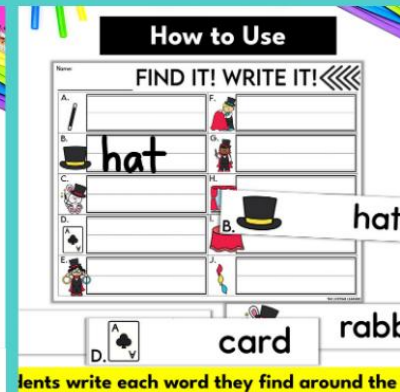 How to Use
Name:
FIND IT! WRITE IT!
A.
F.
B.
hat
G.
C.
H.
B.
hat
D.
A
A
I.
E.
J.
D.
A
A
card
rabb
dents write each word they find around the